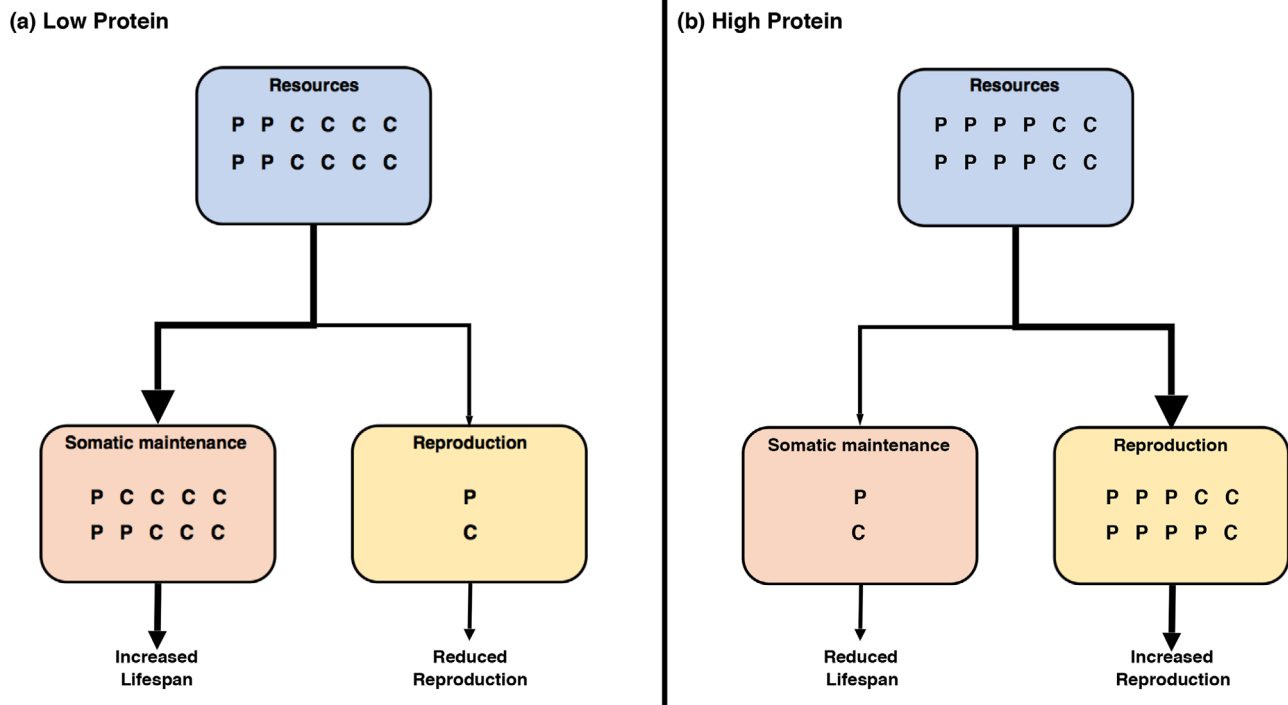 (a) Low Protein
Resources
P P C C C C
P P C C C C
Somatic maintenance
P C C C C
P P C C C
Reproduction
P
C
Increased
Lifespan
Reduced
Reproduction
(b) High Protein
Resources
P P P P C C
P P P P C C
Somatic maintenance
P
C
Reproduction
P P P C C
P P P P C
Reduced
Lifespan
Increased
Reproduction